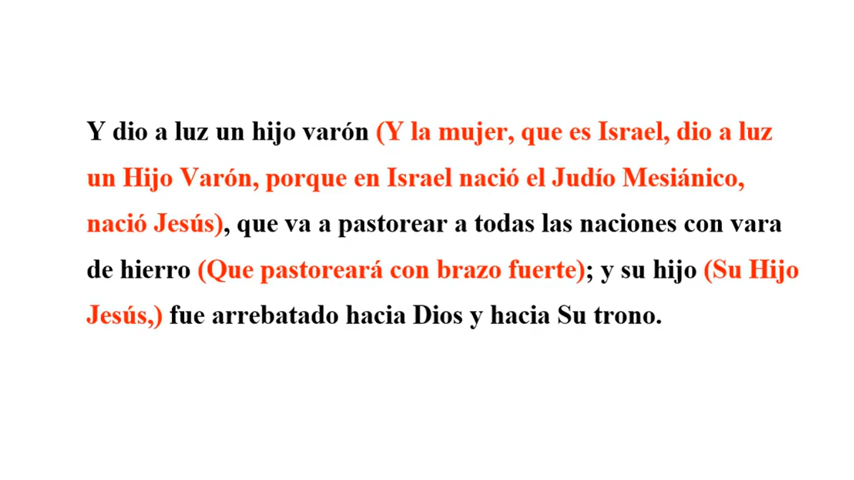 Y dio a luz un hijo varón (Y la mujer, que es Israel, dio a luz
un Hijo Varón, porque en Israel nació el Judío Mesiánico,
nació Jesús), que va a pastorear a todas las naciones con vara
de hierro (Que pastoreará con brazo fuerte); y su hijo (Su Hijo
Jesús,) fue arrebatado hacia Dios y hacia Su trono.